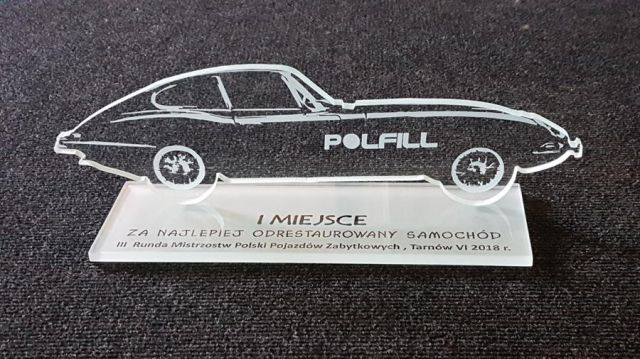 POLFILL
I MIEJSCE
ZA NAJLEPIEJ ODRESTAUROWANY SAMOCHÓD
III Runda Mistrzostw Polski Pojazdów Zabytkowych , Tarnów VI 2018 r.